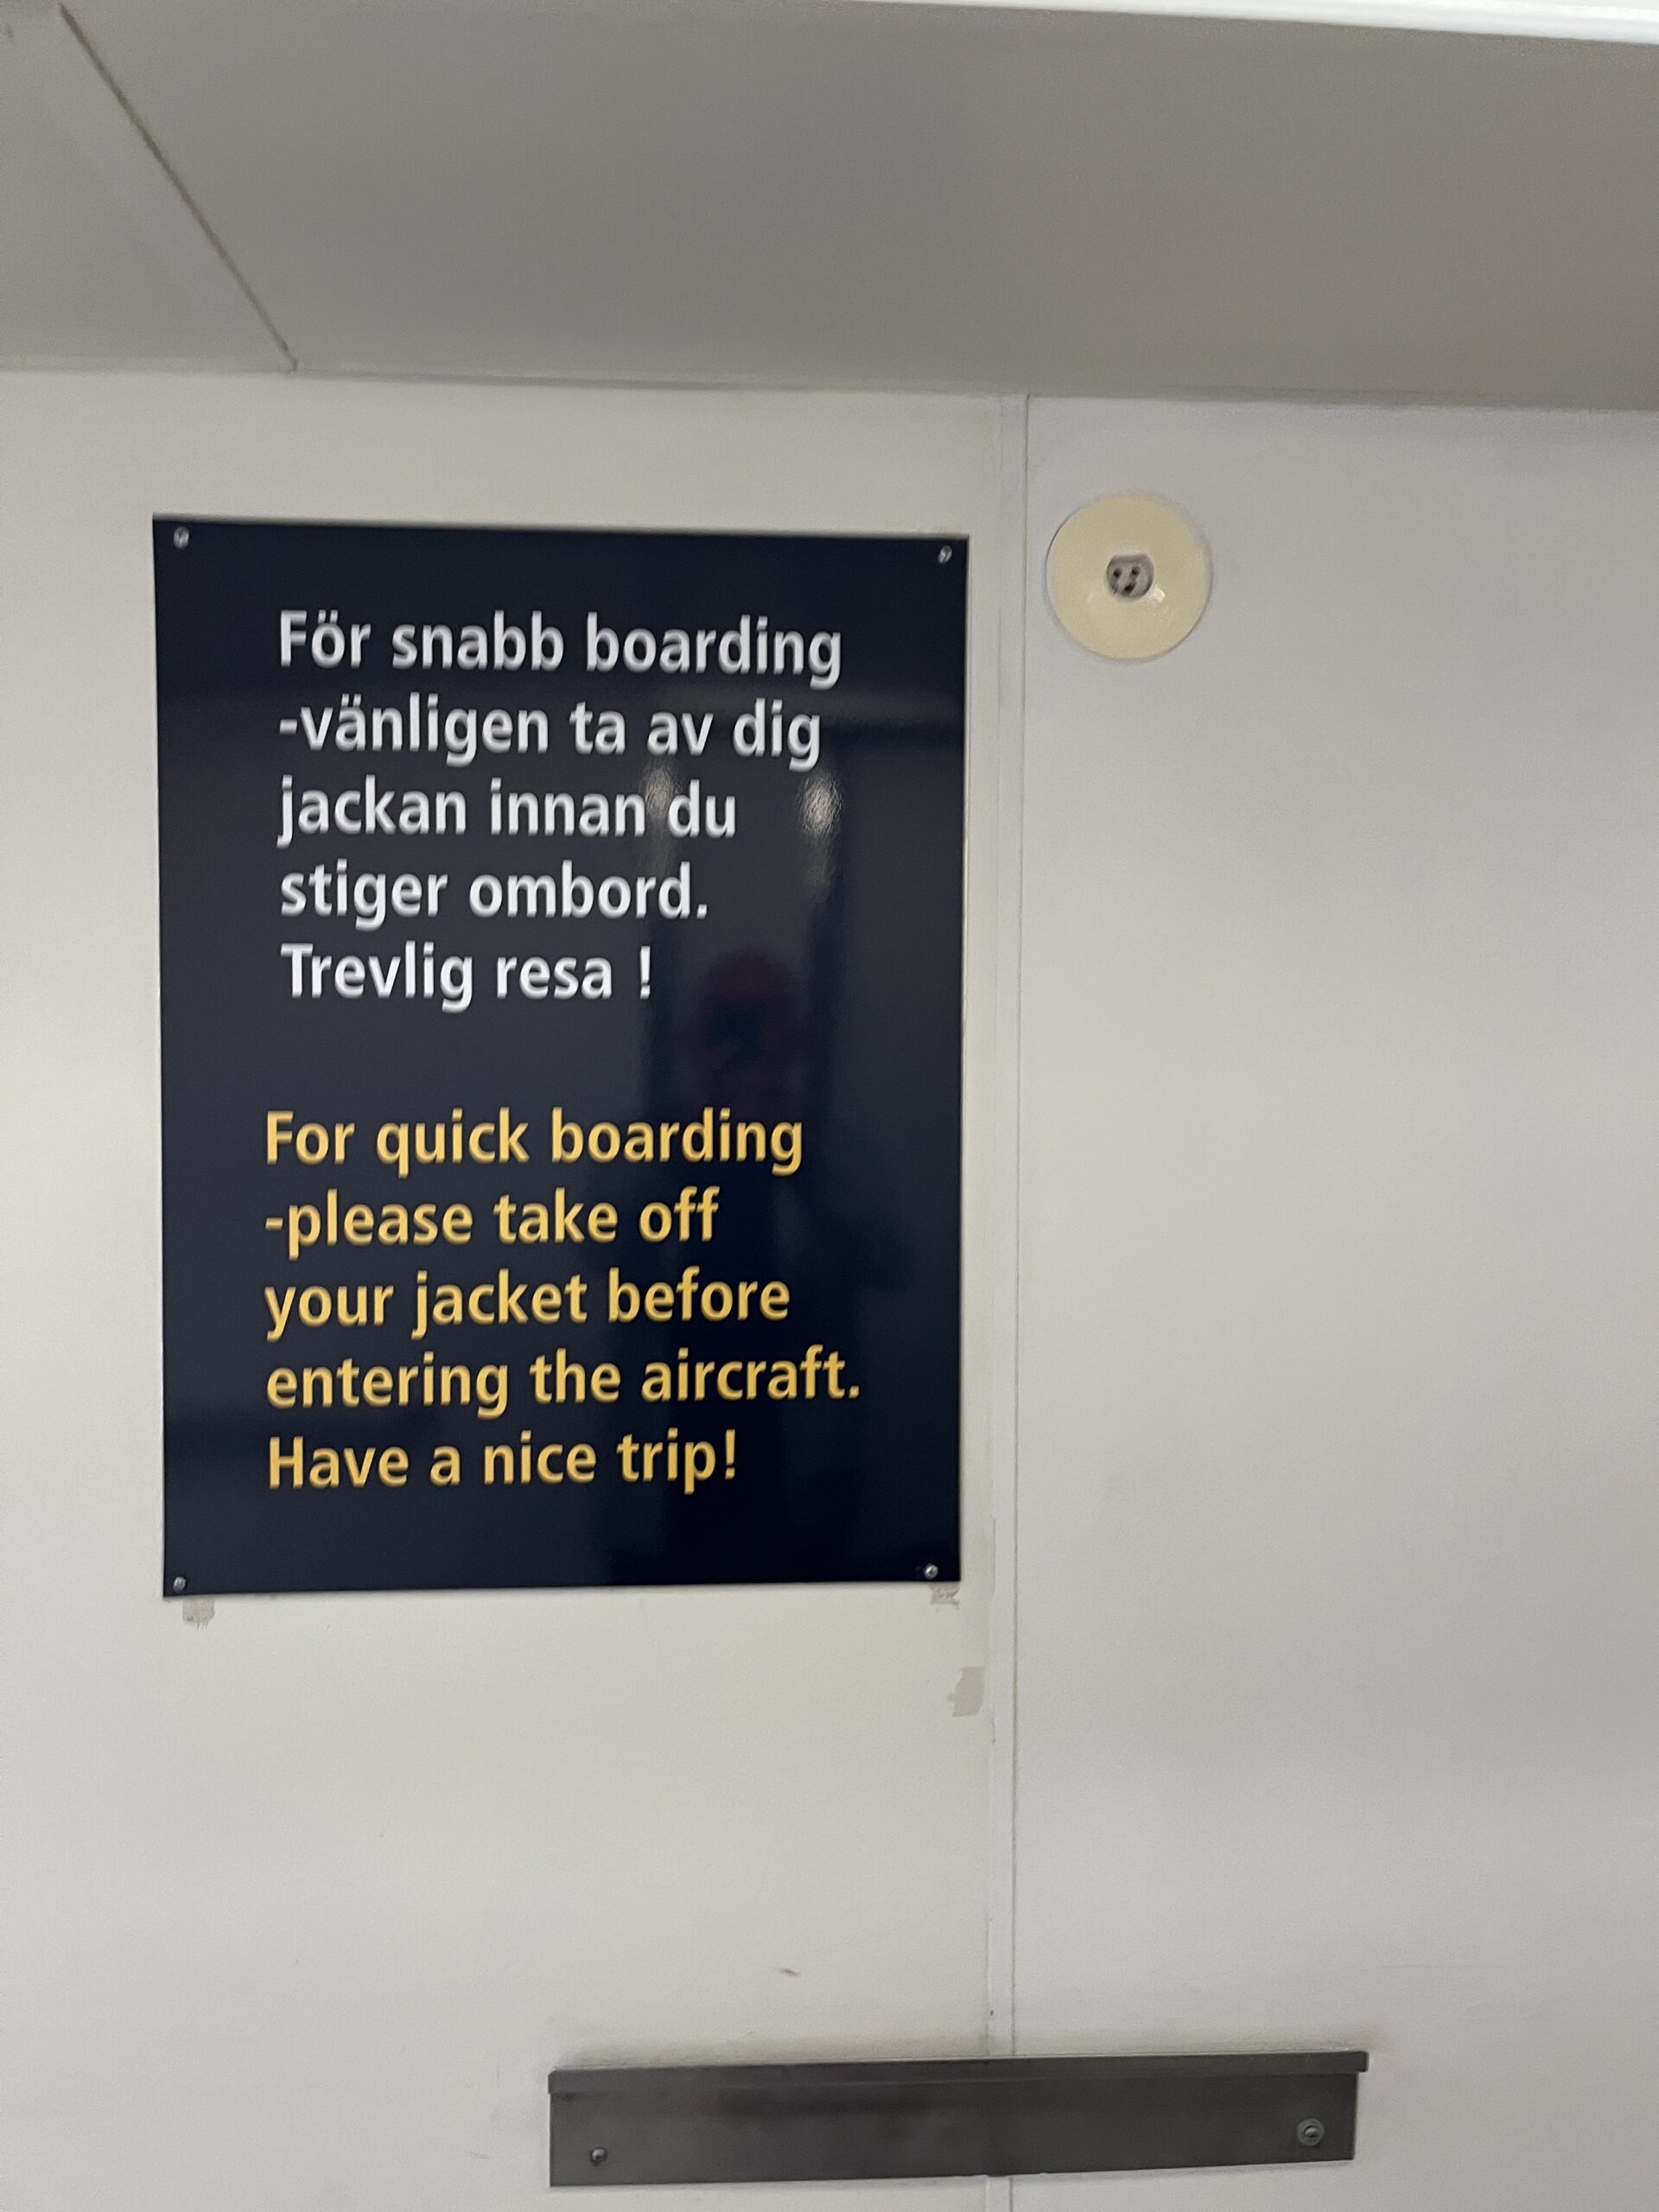 För snabb boarding
-vänligen ta av dig
jackan innan du
stiger ombord.
Trevlig resa !
For quick boarding
-please take off
your jacket before
entering the aircraft.
Have a nice trip!